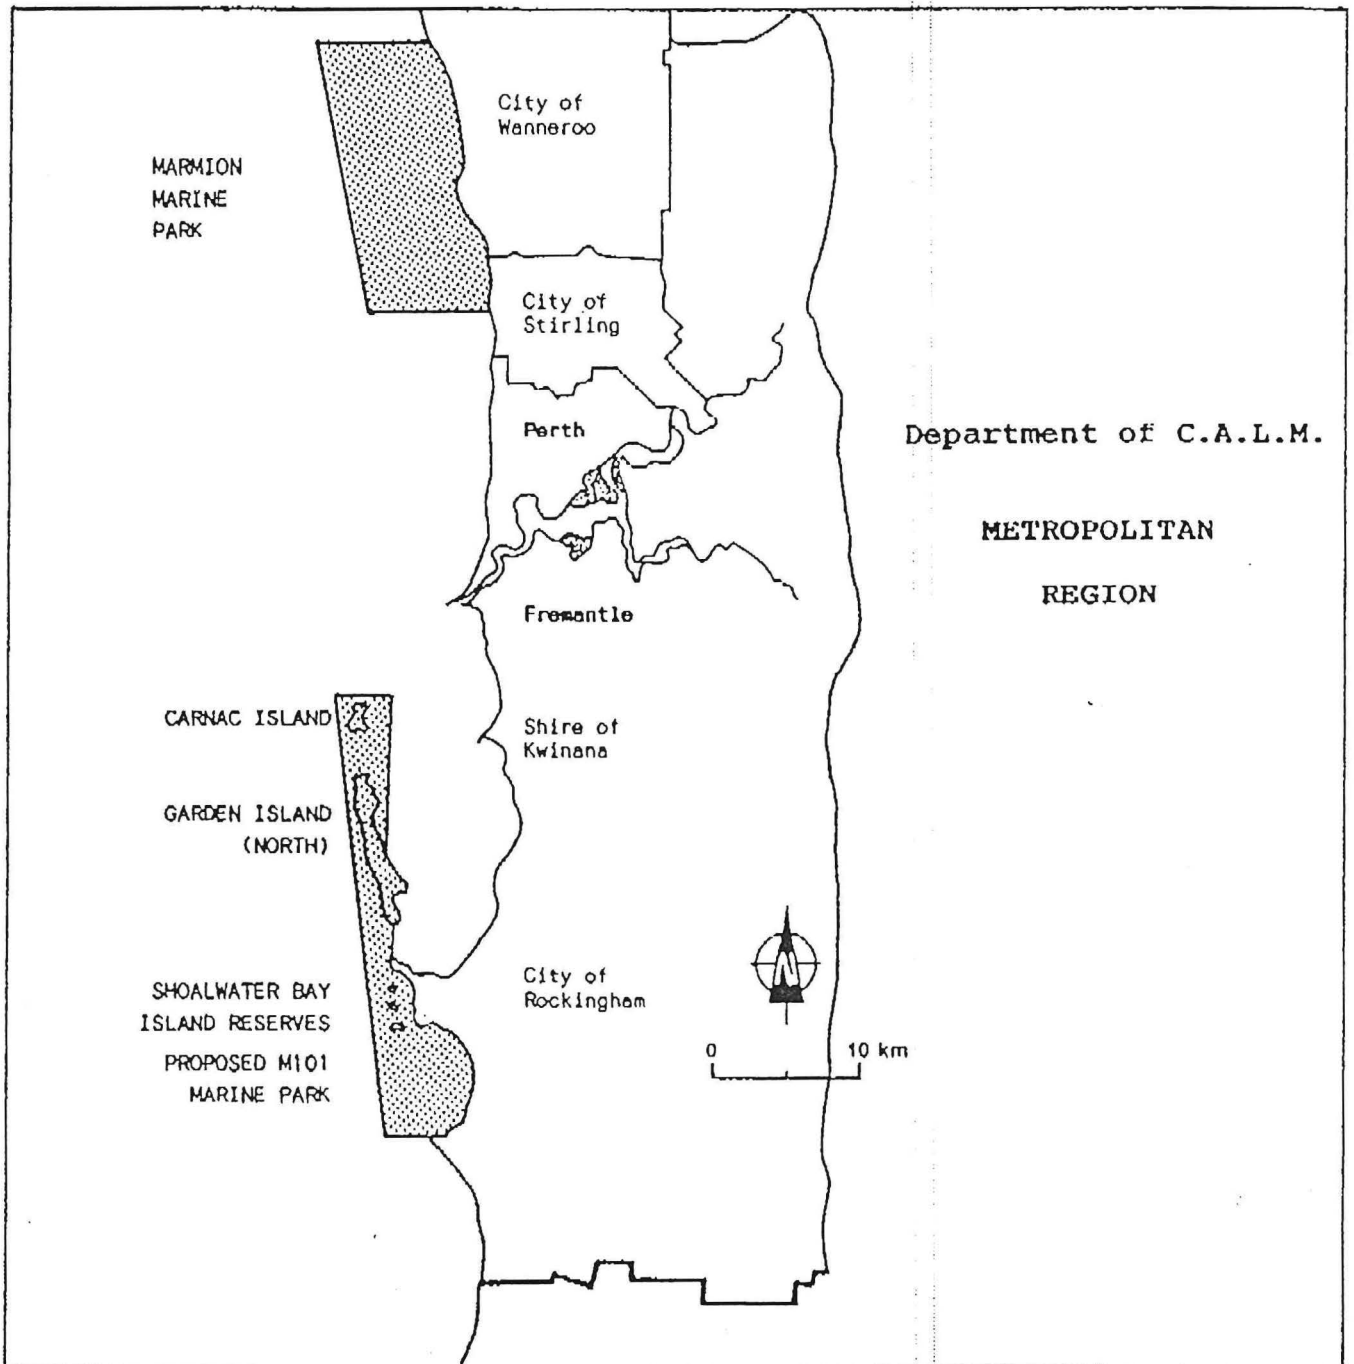 City of
Wanneroo
MARMION
MARINE
PARK
City of
Stirling
Perth
Department of C.A.L.M.
METROPOLITAN
REGION
Fremantle
CARNAC ISLAND
Shire of
Kwinana
GARDEN ISLAND
(NORTH)
N
City of
Rockingham
SHOALWATER BAY
ISLAND RESERVES
0 10 km
PROPOSED M101
MARINE PARK